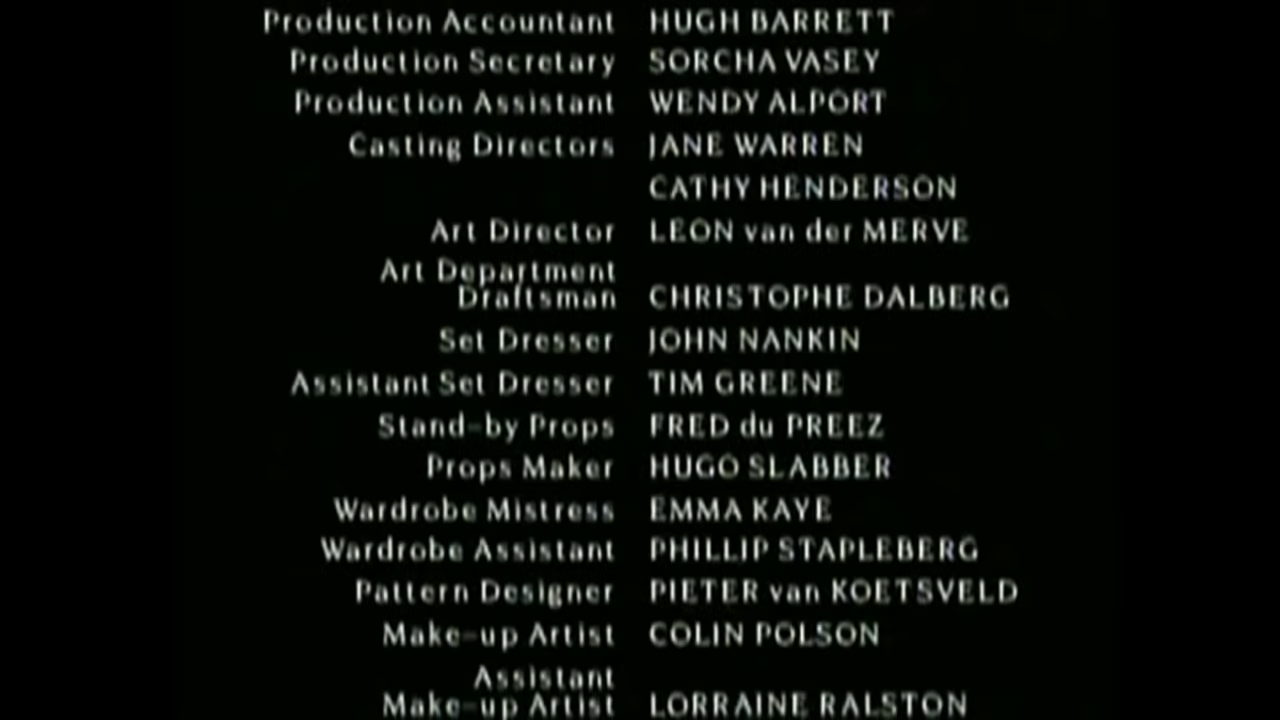 Production Accountant HUGH BARRETT
Production Secretary SORCHA VASEY
Production Assistant WENDY ALPORT
Casting Directors JANE WARREN
CATHY HENDERSON
Art Director LEON van der MERVE
Art Department
Draftsman CHRISTOPHE DALBERG
Set Dresser JOHN NANKIN
Assistant Set Dresser TIM GREENE
Stand-by Props FRED du PREEZ
Props Maker HUGO SLABBER
Wardrobe Mistress EMMA KAYE
Wardrobe Assistant PHILLIP STAPLEBERG
Pattern Designer PIETER van KOETSVELD
Make-up Artist COLIN POLSON
Assistant
Make-up Artist LORRAINE RALSTON